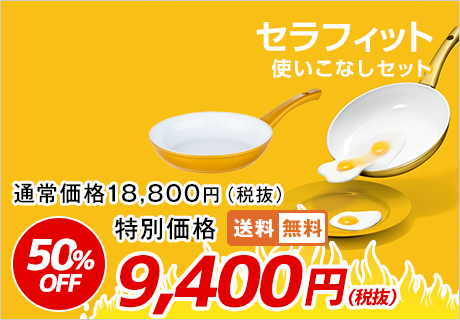 セラフィット
使いこなしセット
通常価格18,800円（税抜）
特別価格 送料無料
50%
OFF
9,400円（税抜）